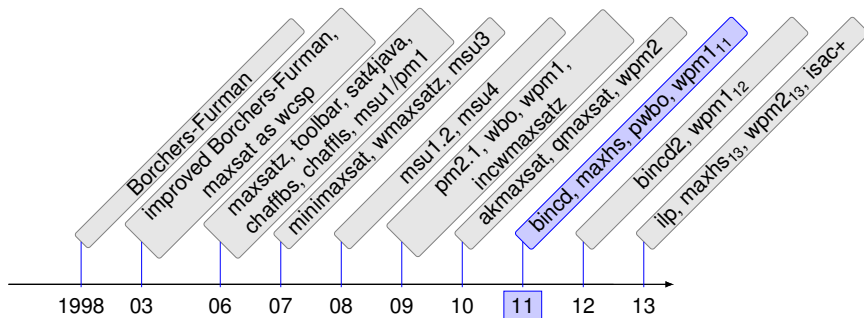 Borchers-Furman
improved Borchers-Furman,
maxsat as wcsp
maxsatz, toolbar, sat4java,
chaffbs, chaffls, msu1/pm1
minimaxsat, wmaxsatz, msu3
msu1.2, msu4
pm2.1, wbo, wpm1,
incwmaxsatz
akmaxsat, qmaxsat, wpm2
bincd, maxhs, pwbo, wpm1₁₁
bincd2, wpm1₁₂
ilp, maxhs₁₃, wpm2₁₃, isac+
1998 03 06 07 08 09 10 11 12 13